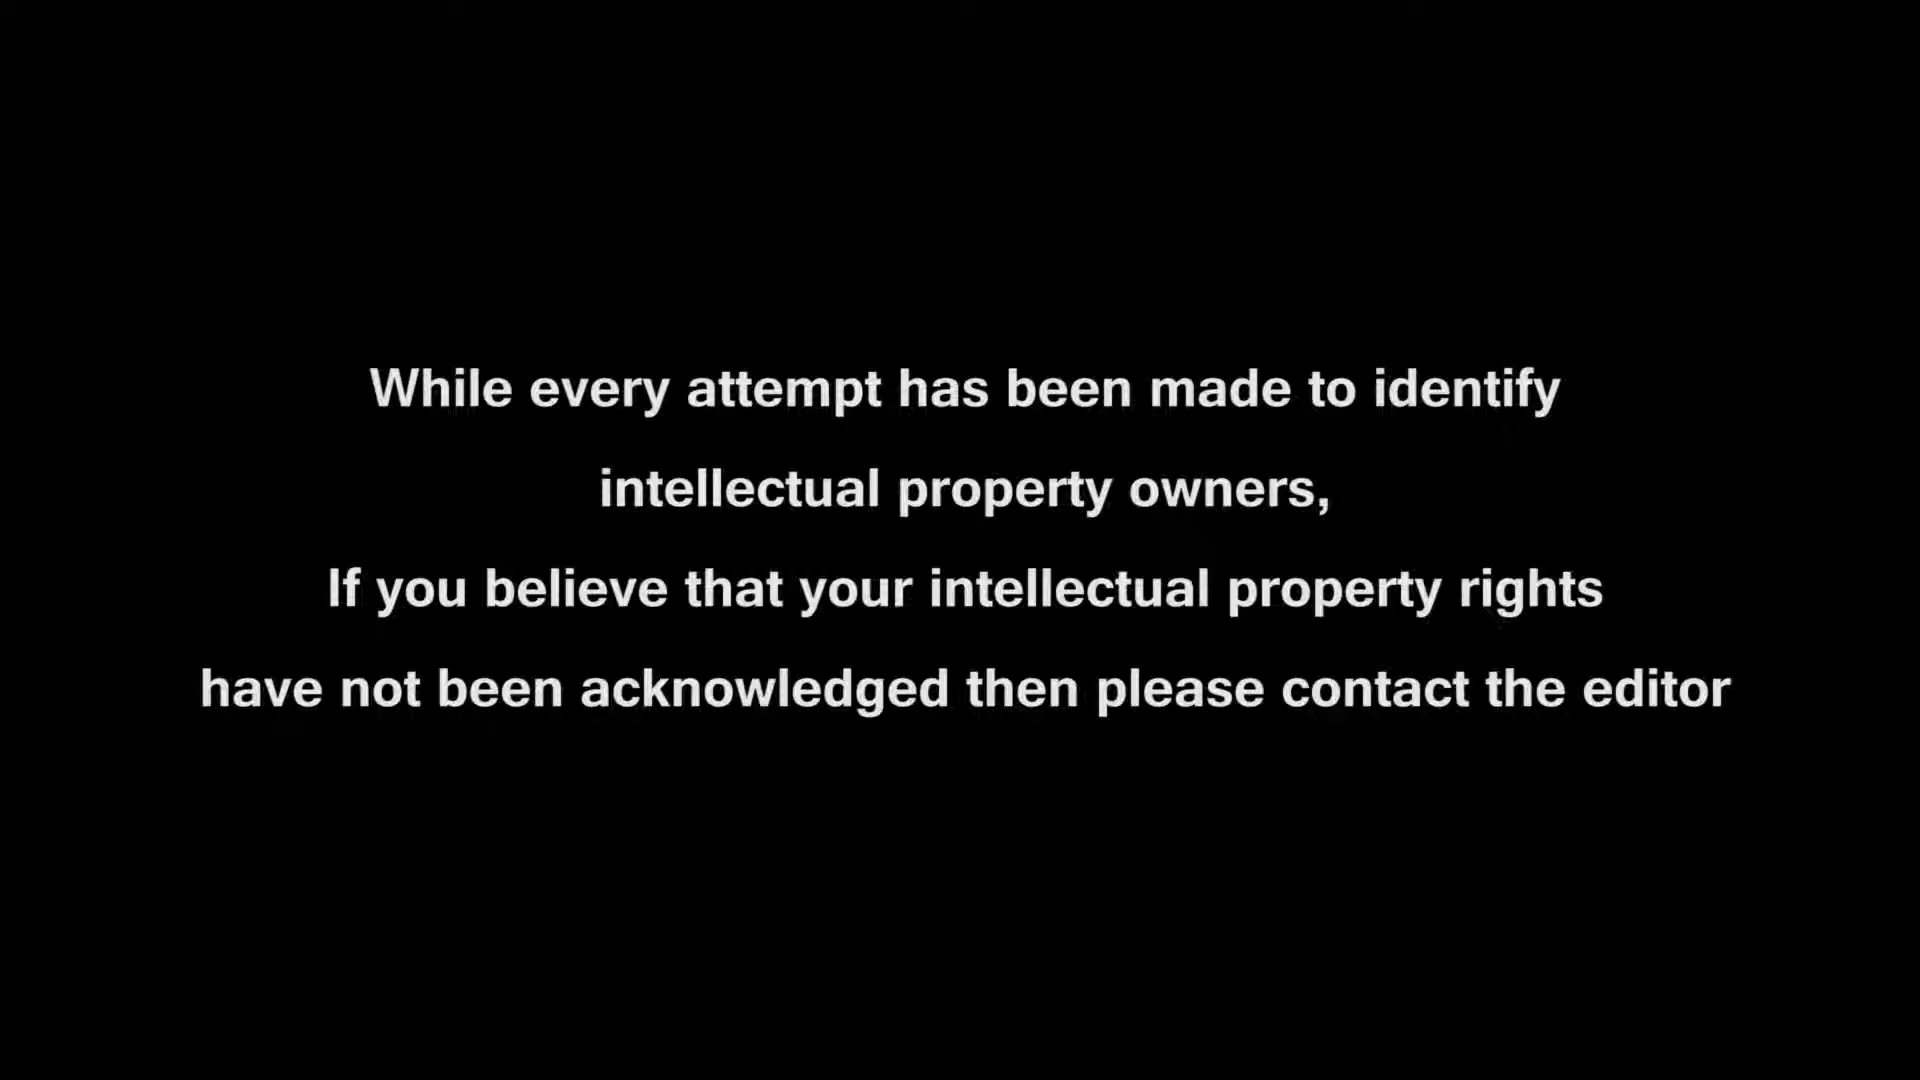 While every attempt has been made to identify
intellectual property owners,
If you believe that your intellectual property rights
have not been acknowledged then please contact the editor